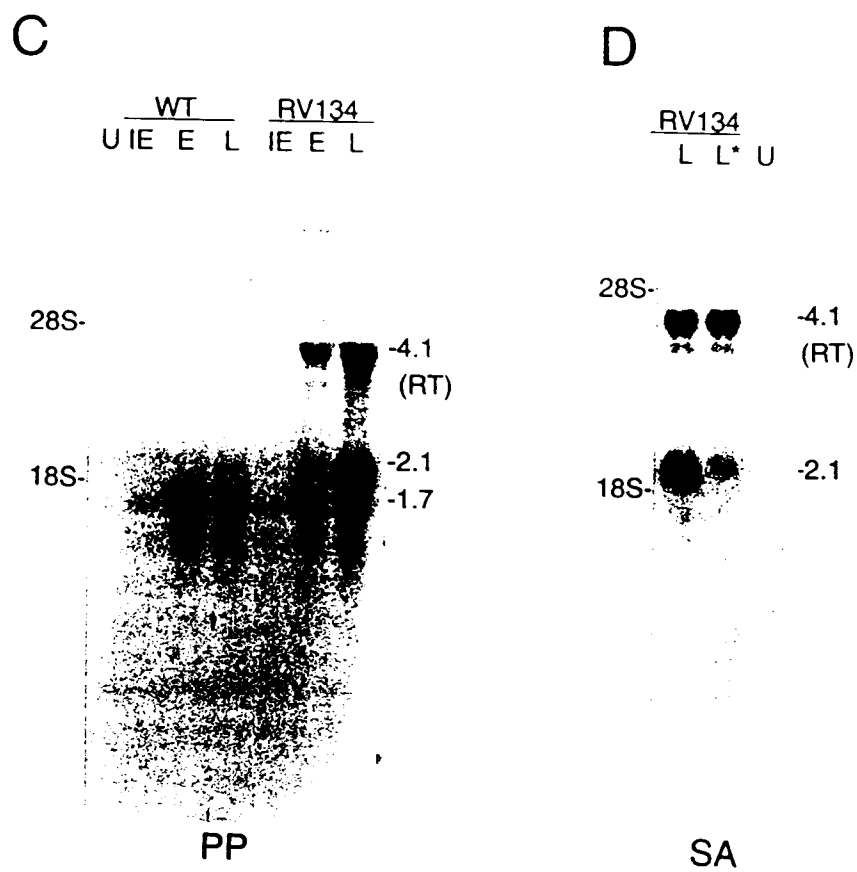 C
WT RV134
U IE E L IE E L
28S-
-4.1
(RT)
-2.1
18S-
-1.7
PP
D
RV134
L L* U
28S-
-4.1
(RT)
-2.1
18S-
SA